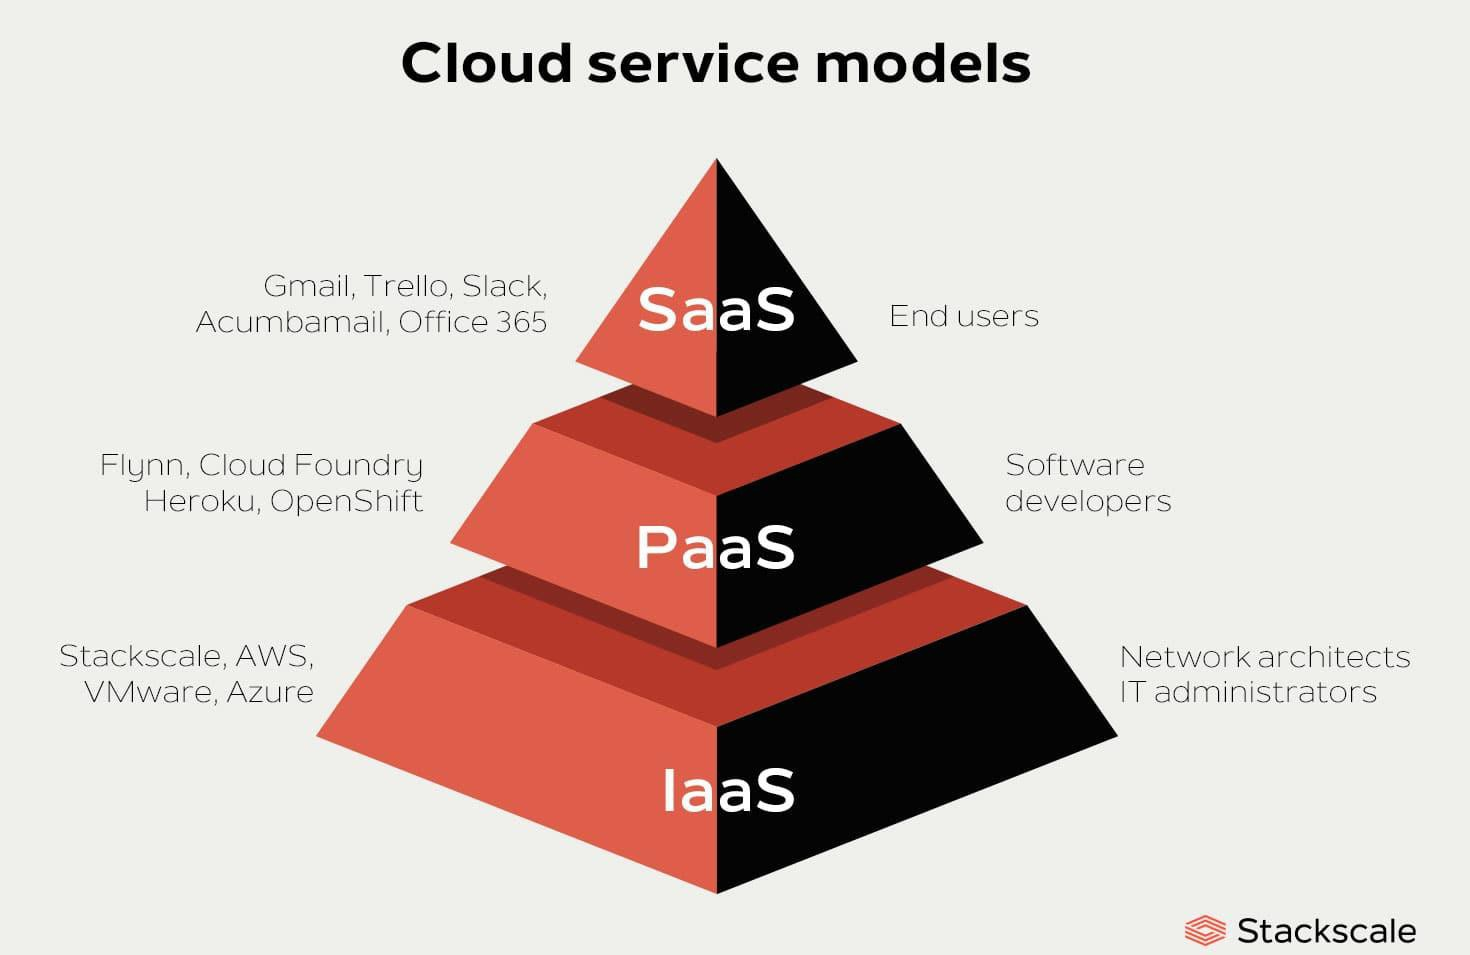 Cloud service models
Gmail, Trello, Slack,
Acumbamail, Office 365
SaaS
End users
Flynn, Cloud Foundry
Heroku, OpenShift
PaaS
Software
developers
Stackscale, AWS,
VMware, Azure
IaaS
Network architects
IT administrators
Stackscale